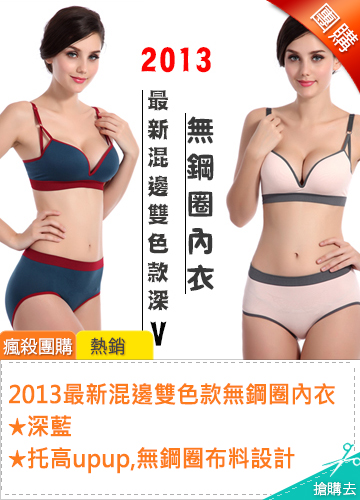 團購
2013
最新混邊雙色款深V
無鋼圈內衣
瘋殺團購
熱銷
2013最新混邊雙色款無鋼圈內衣
★深藍
★托高upup,無鋼圈布料設計
搶購去